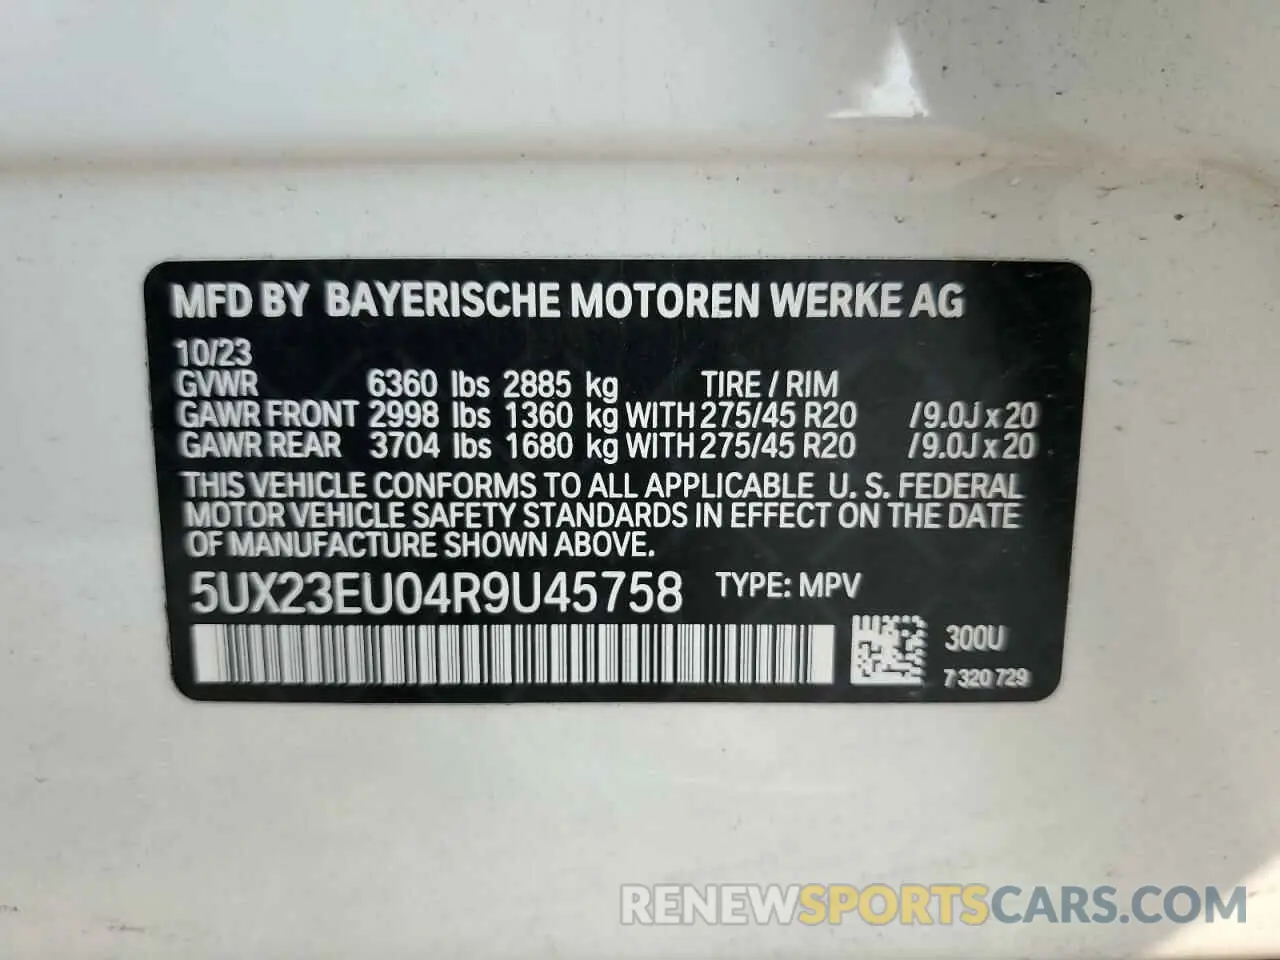 MFD BY BAYERISCHE MOTOREN WERKE AG
10/23
GVWR 6360 lbs 2885 kg TIRE / RIM
GAWR FRONT 2998 lbs 1360 kg WITH 275/45 R20 /9.0J x 20
GAWR REAR 3704 lbs 1680 kg WITH 275/45 R20 /9.0J x 20
THIS VEHICLE CONFORMS TO ALL APPLICABLE U. S. FEDERAL
MOTOR VEHICLE SAFETY STANDARDS IN EFFECT ON THE DATE
OF MANUFACTURE SHOWN ABOVE.
5UX23EU04R9U45758 TYPE: MPV
300U
7 320 729
RENEWSPORTSCARS.COM